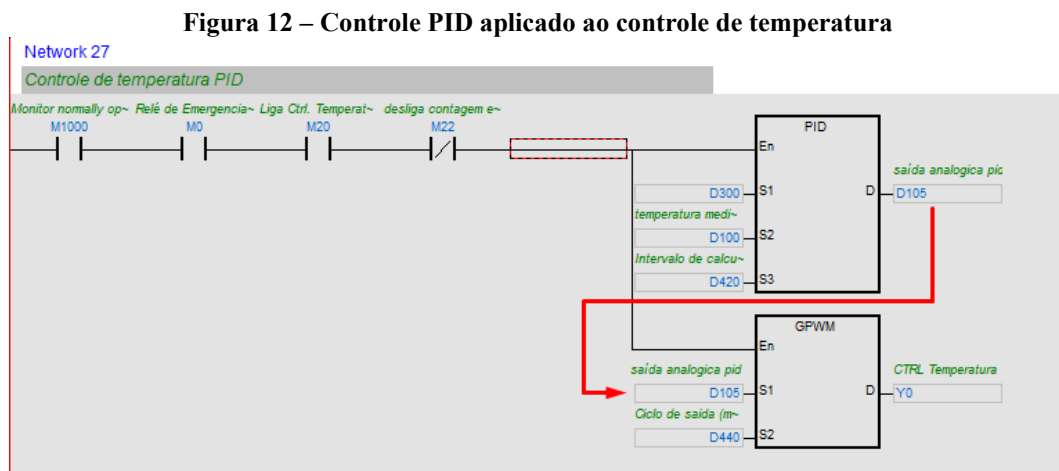 Figura 12 – Controle PID aplicado ao controle de temperatura
Network 27
Controle de temperatura PID
Monitor normally op~ Relé de Emergencia~ Liga Ctrl. Temperat~ desliga contagem e~
M1000 M0 M20 M22
PID
En
saída analogica pid
D300 S1 D D105
temperatura medi~
D100 S2
Intervalo de calcu~
D420 S3
GPWM
En
saída analogica pid CTRL Temperatura
D105 S1 D Y0
Ciclo de saida (m~
D440 S2